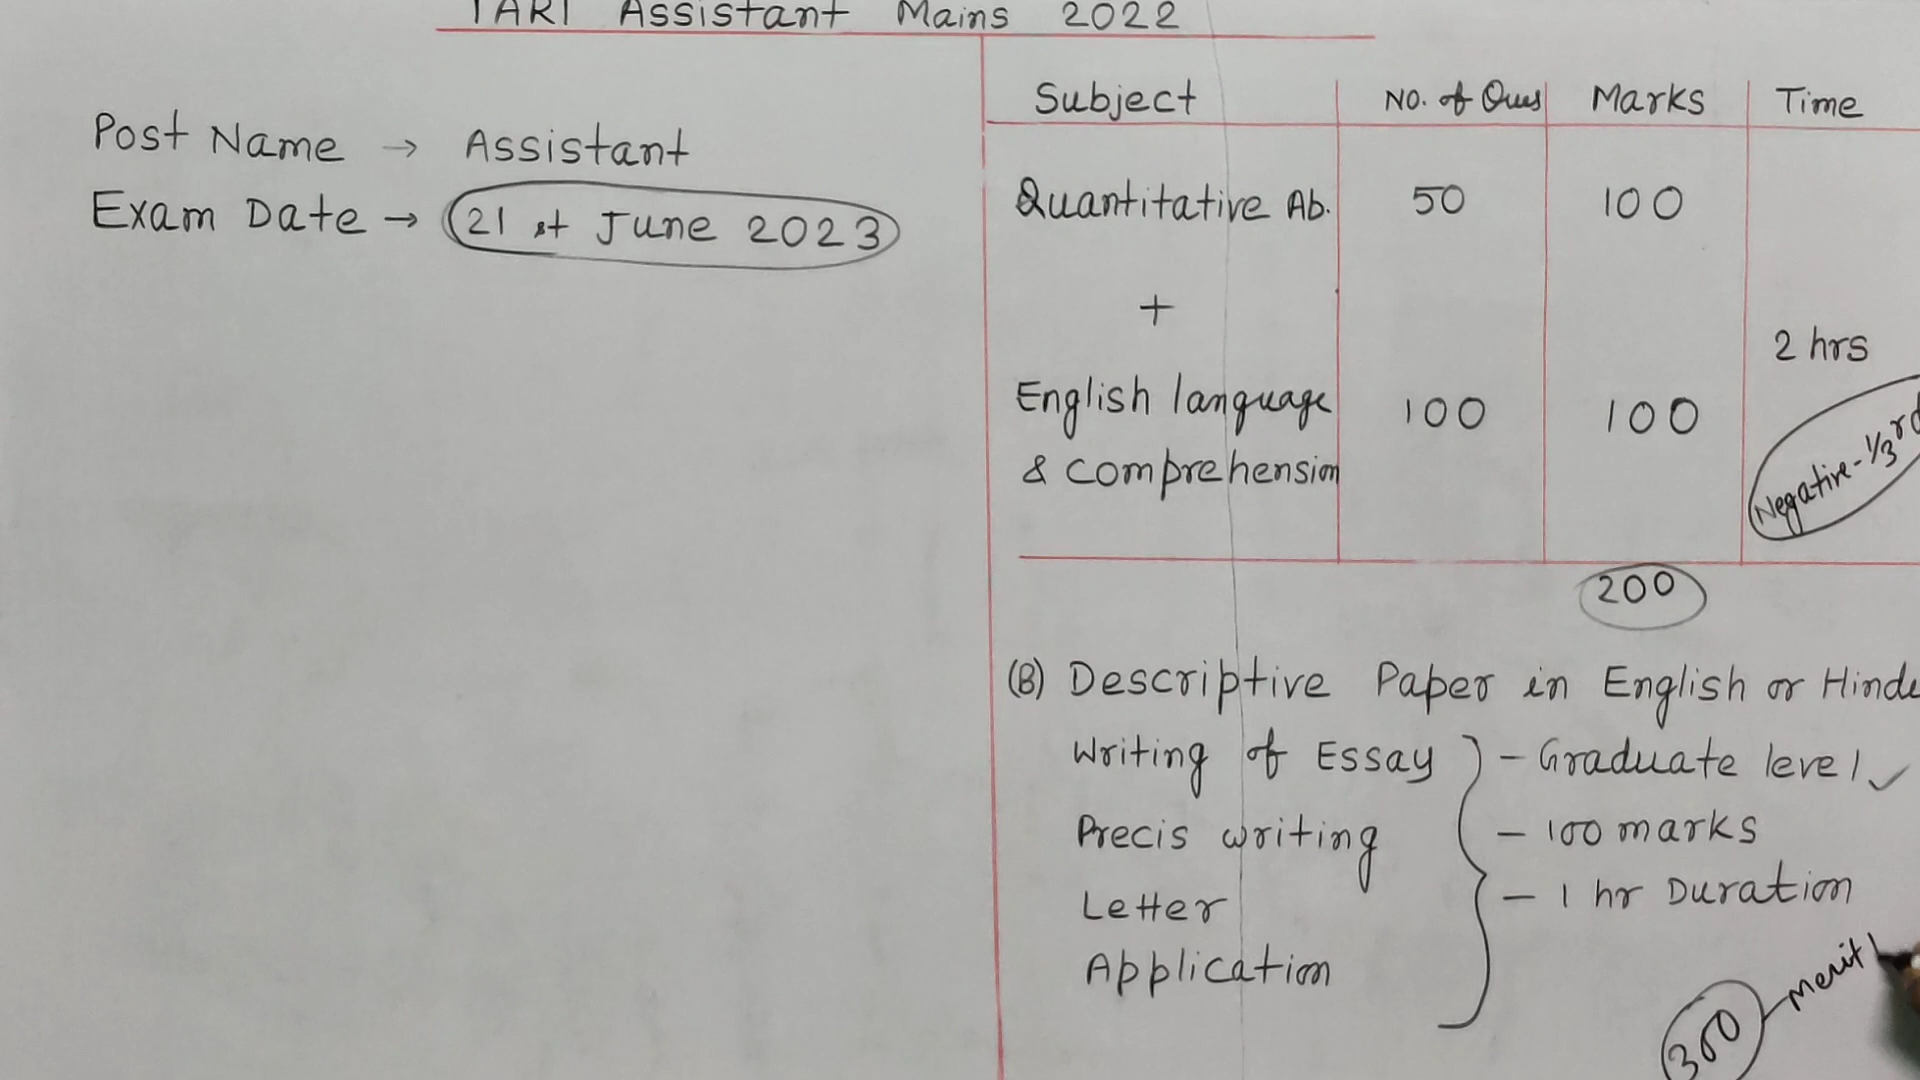 IARI Assistant Mains 2022
Post Name → Assistant
Exam Date → 21st June 2023
Subject No. of Ques Marks Time
Quantitative Ab. 50 100
+
2 hrs
English language 100 100
& comprehension
Negative - 1/3rd
200
(B) Descriptive Paper in English or Hindi
Writing of Essay - Graduate level ✓
Precis writing - 100 marks
Letter - 1 hr Duration
Application
300 - merit